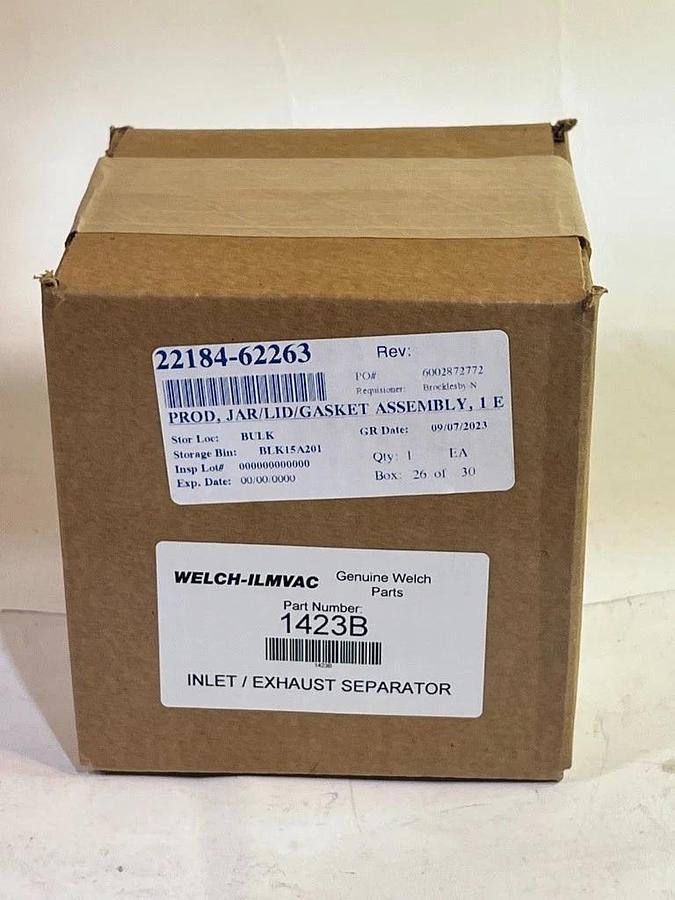 22184-62263 Rev:
PO#: 6002872772
Requisioner: Brocklesby N
PROD, JAR/LID/GASKET ASSEMBLY, 1 E
Stor Loc: BULK GR Date: 09/07/2023
Storage Bin: BLK15A201
Insp Lot# 000000000000 Qty: 1 EA
Exp. Date: 00/00/0000 Box: 26 of 30
WELCH-ILMVAC Genuine Welch
Parts
Part Number:
1423B
1423B
INLET / EXHAUST SEPARATOR